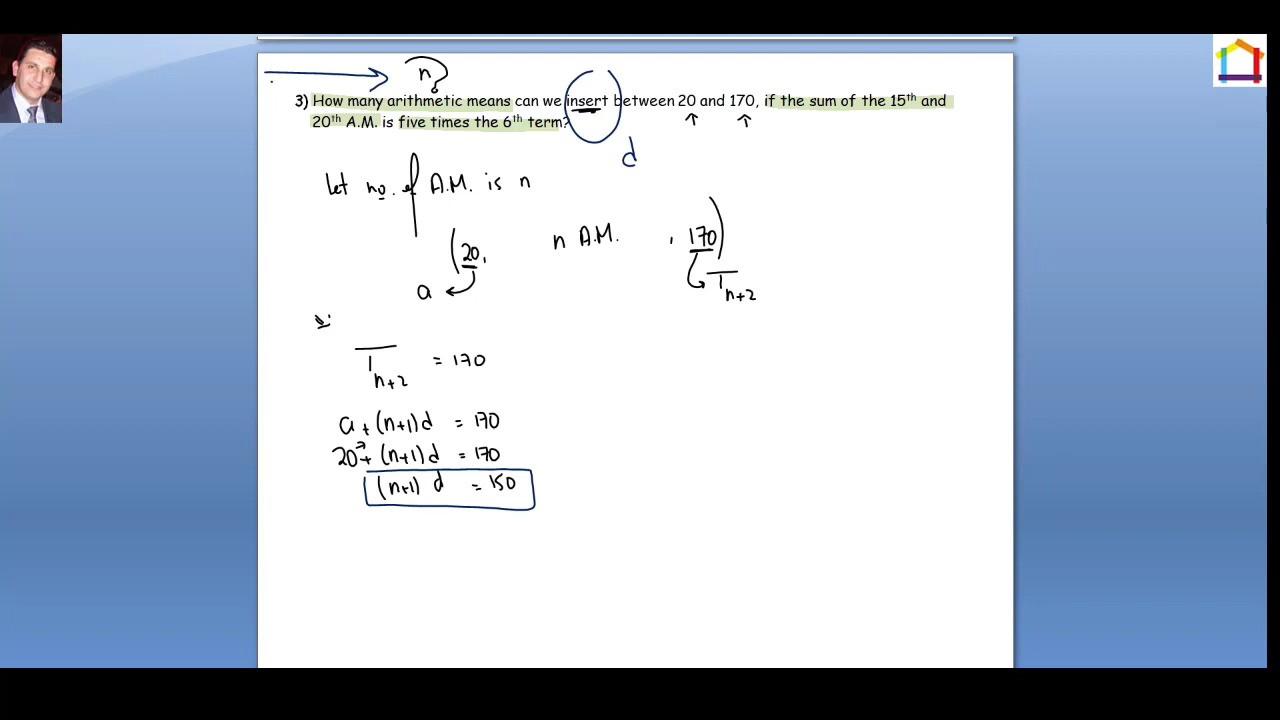 n?
3) How many arithmetic means can we insert between 20 and 170, if the sum of the 15th and
20th A.M. is five times the 6th term?
d
Let no. of A.M. is n
(20, n A.M. , 170)
a
T n+2
T n+2 = 170
a + (n+1)d = 170
20 + (n+1)d = 170
(n+1) d = 150